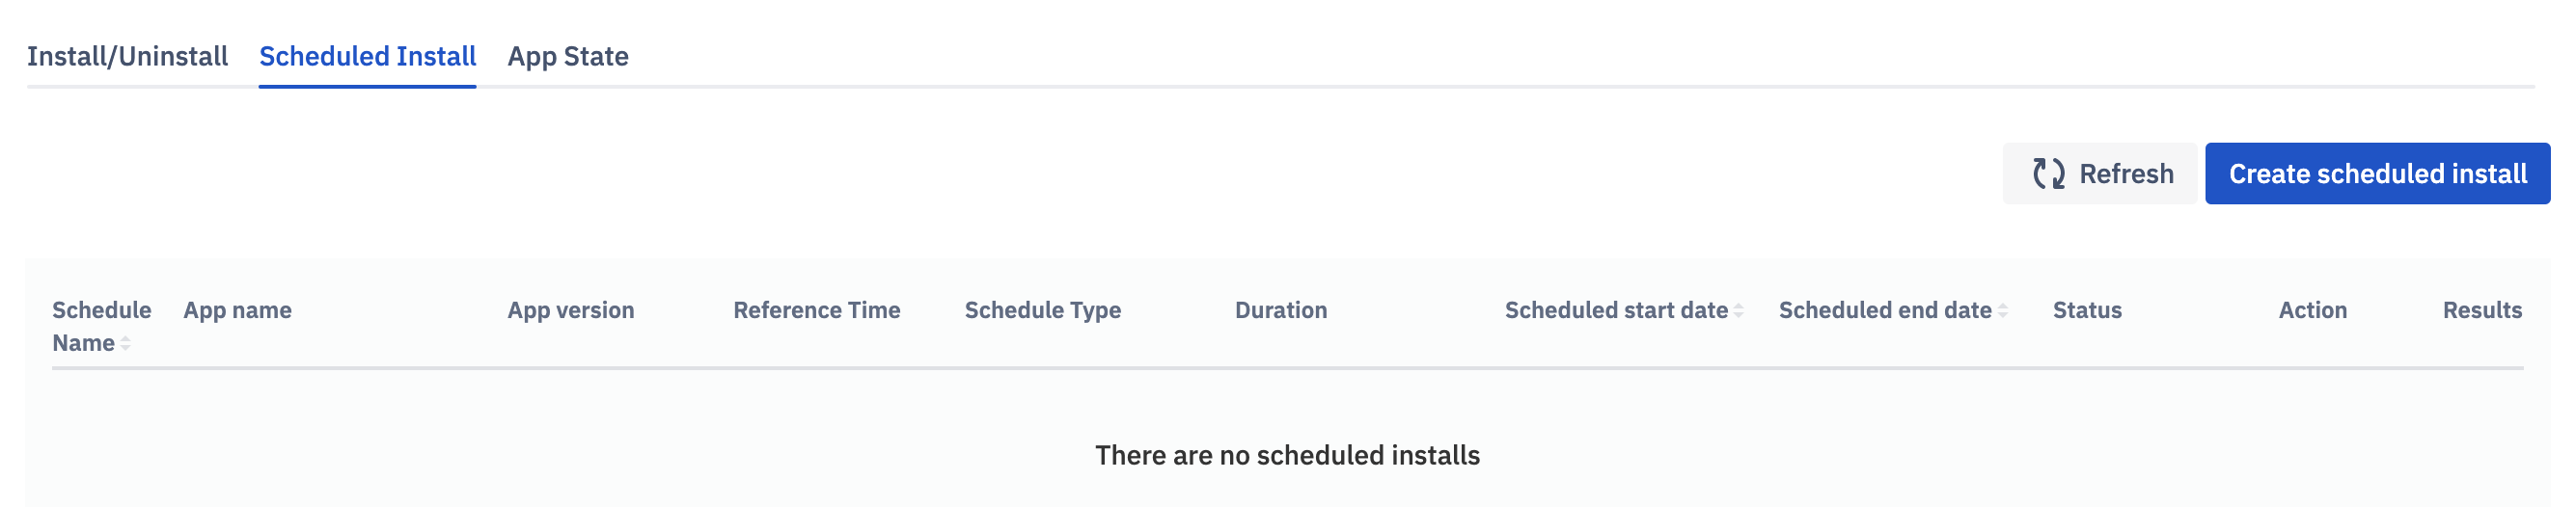 Install/Uninstall Scheduled Install App State
Refresh Create scheduled install
Schedule Name App name App version Reference Time Schedule Type Duration Scheduled start date Scheduled end date Status Action Results
There are no scheduled installs